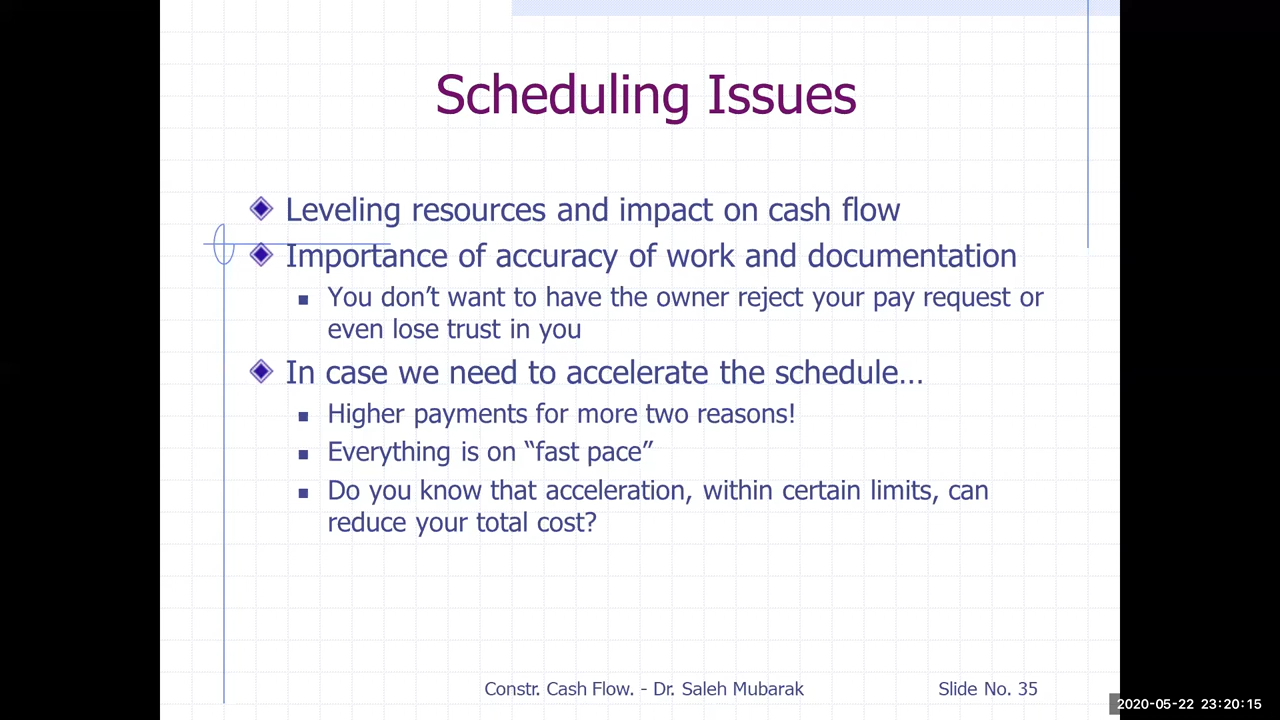 Scheduling Issues
Leveling resources and impact on cash flow
Importance of accuracy of work and documentation
You don’t want to have the owner reject your pay request or
even lose trust in you
In case we need to accelerate the schedule…
Higher payments for more two reasons!
Everything is on “fast pace”
Do you know that acceleration, within certain limits, can
reduce your total cost?
Constr. Cash Flow. - Dr. Saleh Mubarak
Slide No. 35
2020-05-22 23:20:15